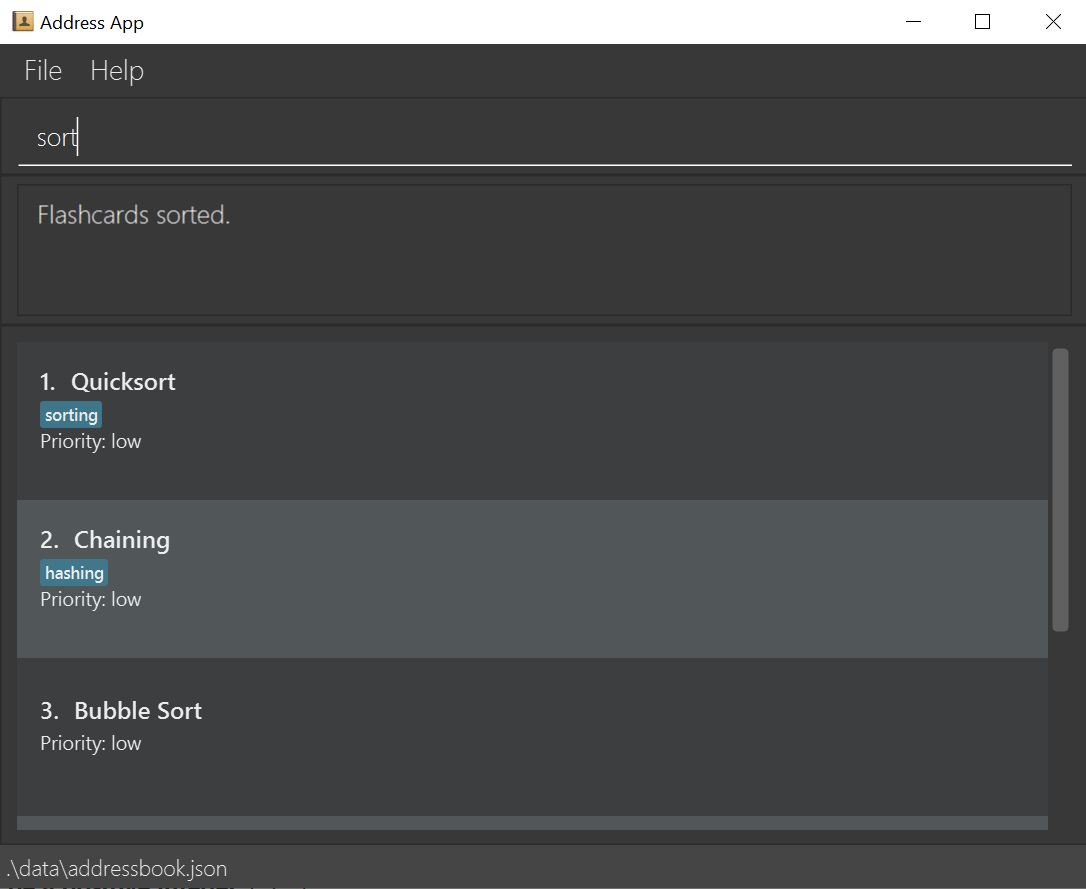 Address App
File Help
sort
Flashcards sorted.
1. Quicksort
sorting
Priority: low
2. Chaining
hashing
Priority: low
3. Bubble Sort
Priority: low
.\data\addressbook.json